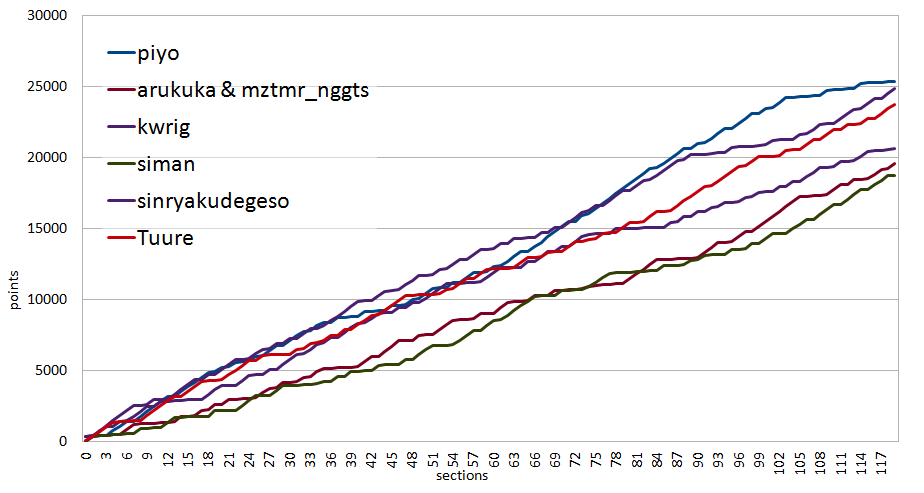 30000
25000
20000
15000
10000
5000
0
points
piyo
arukuka & mztmr_nggts
kwrig
siman
sinryakudegeso
Tuure
0 3 6 9 12 15 18 21 24 27 30 33 36 39 42 45 48 51 54 57 60 63 66 69 72 75 78 81 84 87 90 93 96 99 102 105 108 111 114 117
sections